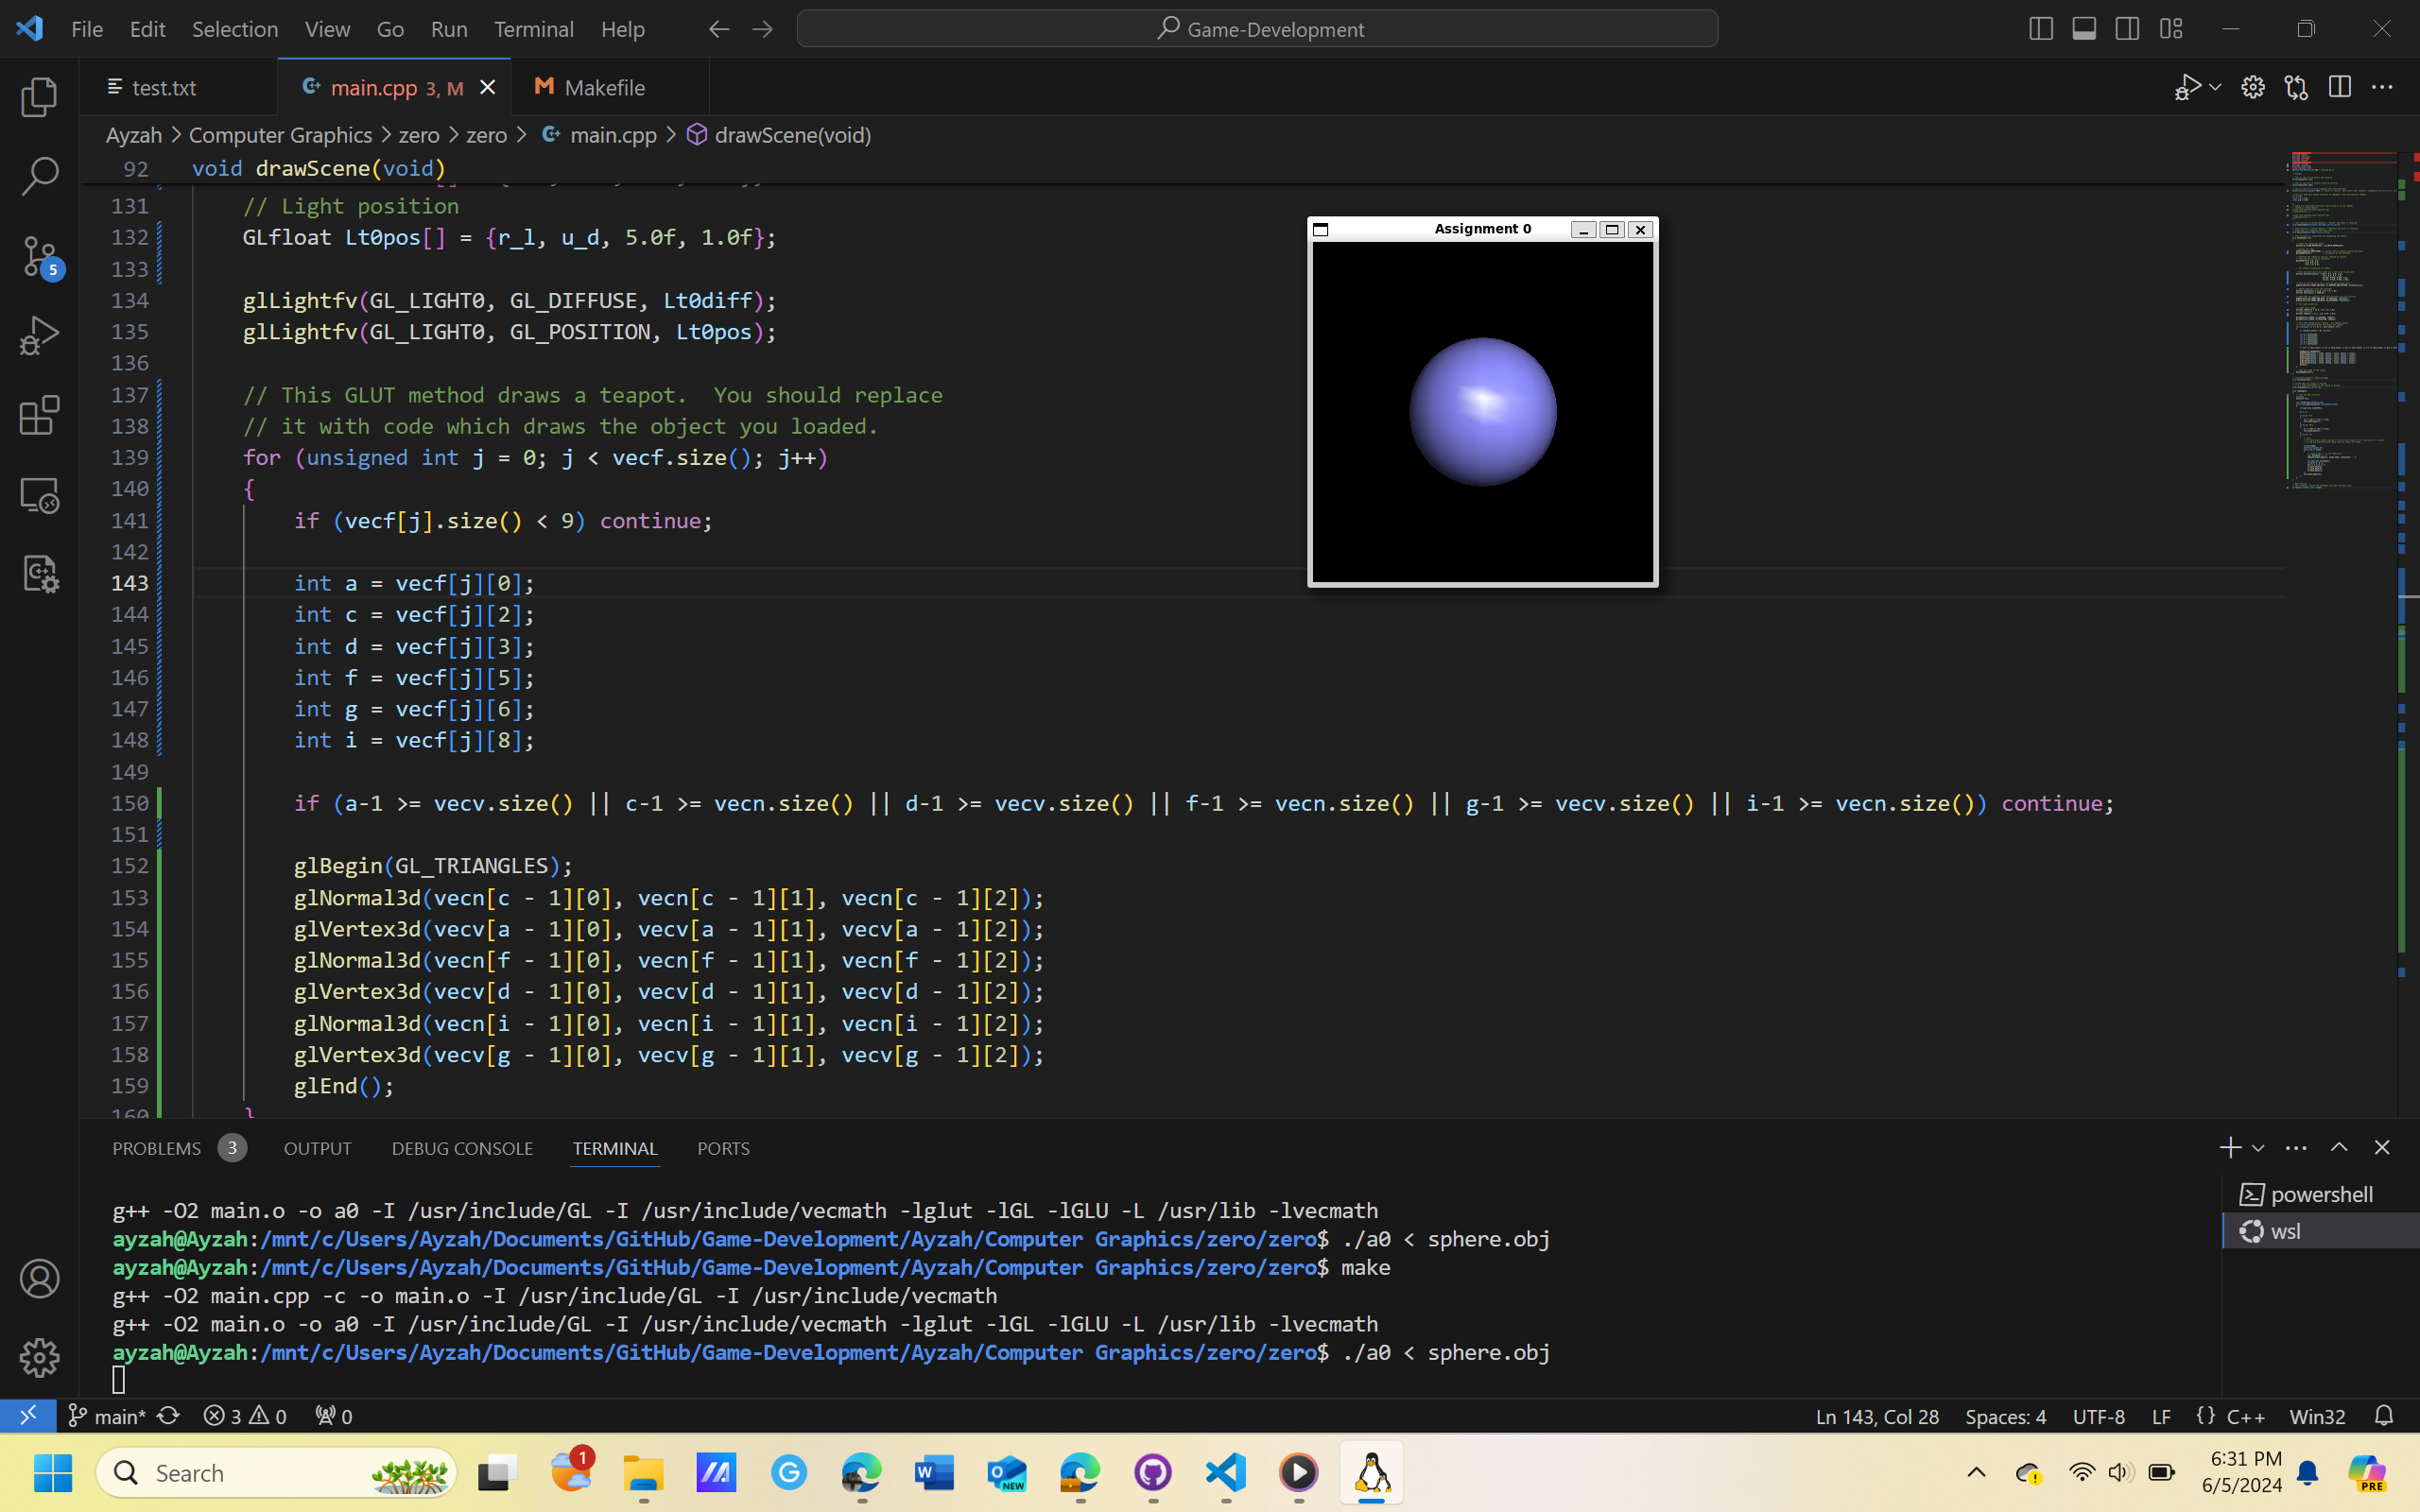 File Edit Selection View Go Run Terminal Help
Game-Development
test.txt
main.cpp 3, M
Makefile
Ayzah > Computer Graphics > zero > zero > main.cpp > drawScene(void)
92 void drawScene(void)
131 // Light position
132 GLfloat Lt0pos[] = {r_l, u_d, 5.0f, 1.0f};
133
134 glLightfv(GL_LIGHT0, GL_DIFFUSE, Lt0diff);
135 glLightfv(GL_LIGHT0, GL_POSITION, Lt0pos);
136
137 // This GLUT method draws a teapot.  You should replace
138 // it with code which draws the object you loaded.
139 for (unsigned int j = 0; j < vecf.size(); j++)
140 {
141 if (vecf[j].size() < 9) continue;
142
143 int a = vecf[j][0];
144 int c = vecf[j][2];
145 int d = vecf[j][3];
146 int f = vecf[j][5];
147 int g = vecf[j][6];
148 int i = vecf[j][8];
149
150 if (a-1 >= vecv.size() || c-1 >= vecn.size() || d-1 >= vecv.size() || f-1 >= vecn.size() || g-1 >= vecv.size() || i-1 >= vecn.size()) continue;
151
152 glBegin(GL_TRIANGLES);
153 glNormal3d(vecn[c - 1][0], vecn[c - 1][1], vecn[c - 1][2]);
154 glVertex3d(vecv[a - 1][0], vecv[a - 1][1], vecv[a - 1][2]);
155 glNormal3d(vecn[f - 1][0], vecn[f - 1][1], vecn[f - 1][2]);
156 glVertex3d(vecv[d - 1][0], vecv[d - 1][1], vecv[d - 1][2]);
157 glNormal3d(vecn[i - 1][0], vecn[i - 1][1], vecn[i - 1][2]);
158 glVertex3d(vecv[g - 1][0], vecv[g - 1][1], vecv[g - 1][2]);
159 glEnd();
160 }
Assignment 0
5
PROBLEMS 3 OUTPUT DEBUG CONSOLE TERMINAL PORTS
powershell
wsl
g++ -O2 main.o -o a0 -I /usr/include/GL -I /usr/include/vecmath -lglut -lGL -lGLU -L /usr/lib -lvecmath
ayzah@Ayzah:/mnt/c/Users/Ayzah/Documents/GitHub/Game-Development/Ayzah/Computer Graphics/zero/zero$ ./a0 < sphere.obj
ayzah@Ayzah:/mnt/c/Users/Ayzah/Documents/GitHub/Game-Development/Ayzah/Computer Graphics/zero/zero$ make
g++ -O2 main.cpp -c -o main.o -I /usr/include/GL -I /usr/include/vecmath
g++ -O2 main.o -o a0 -I /usr/include/GL -I /usr/include/vecmath -lglut -lGL -lGLU -L /usr/lib -lvecmath
ayzah@Ayzah:/mnt/c/Users/Ayzah/Documents/GitHub/Game-Development/Ayzah/Computer Graphics/zero/zero$ ./a0 < sphere.obj
main* 3 0 0
Ln 143, Col 28 Spaces: 4 UTF-8 LF {} C++ Win32
Search
1
NEW
6:31 PM
6/5/2024
PRE